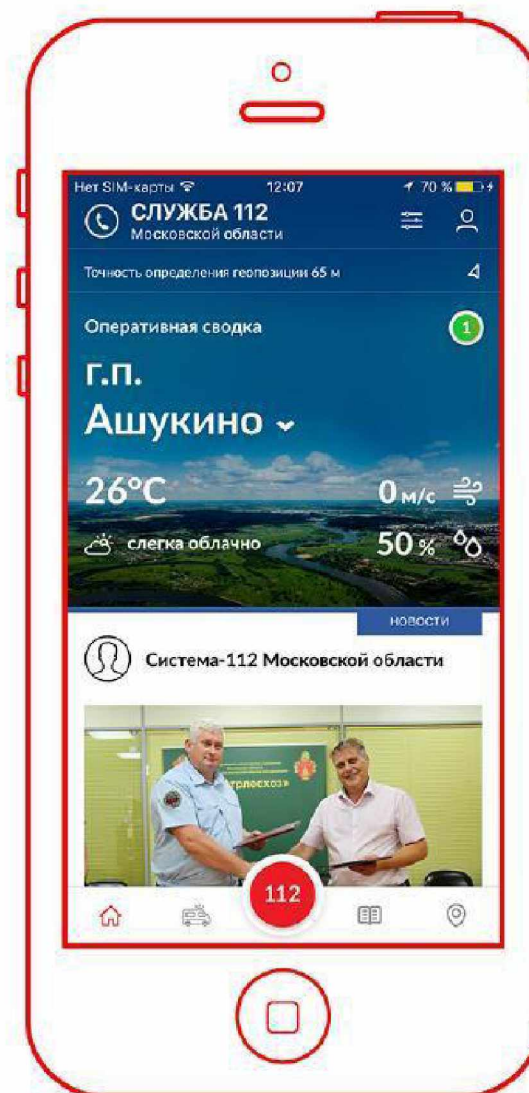 Нет SIM-карты 12:07 70 %
СЛУЖБА 112
Московской области
Точность определения геопозиции 65 м
Оперативная сводка 1
г.п.
Ашукино
26°C 0 м/с
слегка облачно 50 %
НОВОСТИ
Система-112 Московской области
112